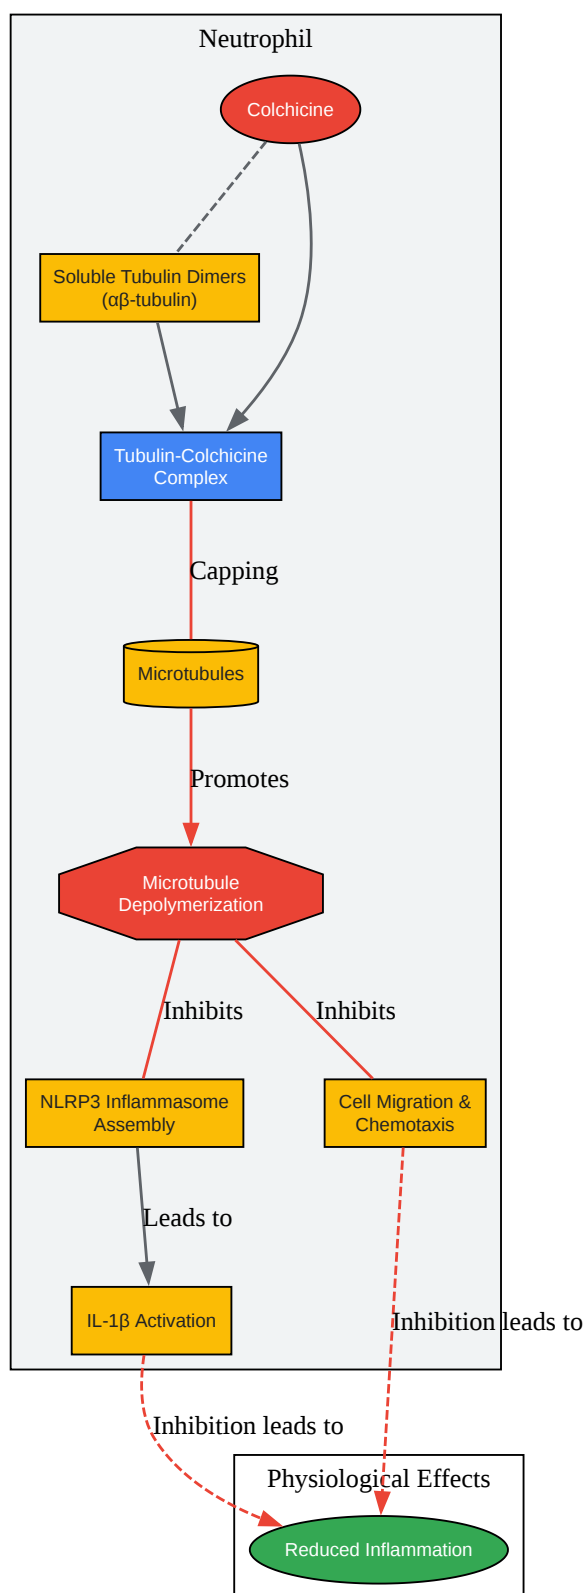 Neutrophil
Colchicine
Soluble Tubulin Dimers
(αβ-tubulin)
Tubulin-Colchicine
Complex
Capping
Microtubules
Promotes
Microtubule
Depolymerization
Inhibits
Inhibits
NLRP3 Inflammasome
Assembly
Cell Migration &
Chemotaxis
Leads to
IL-1β Activation
Inhibition leads to
Inhibition leads to
Physiological Effects
Reduced Inflammation